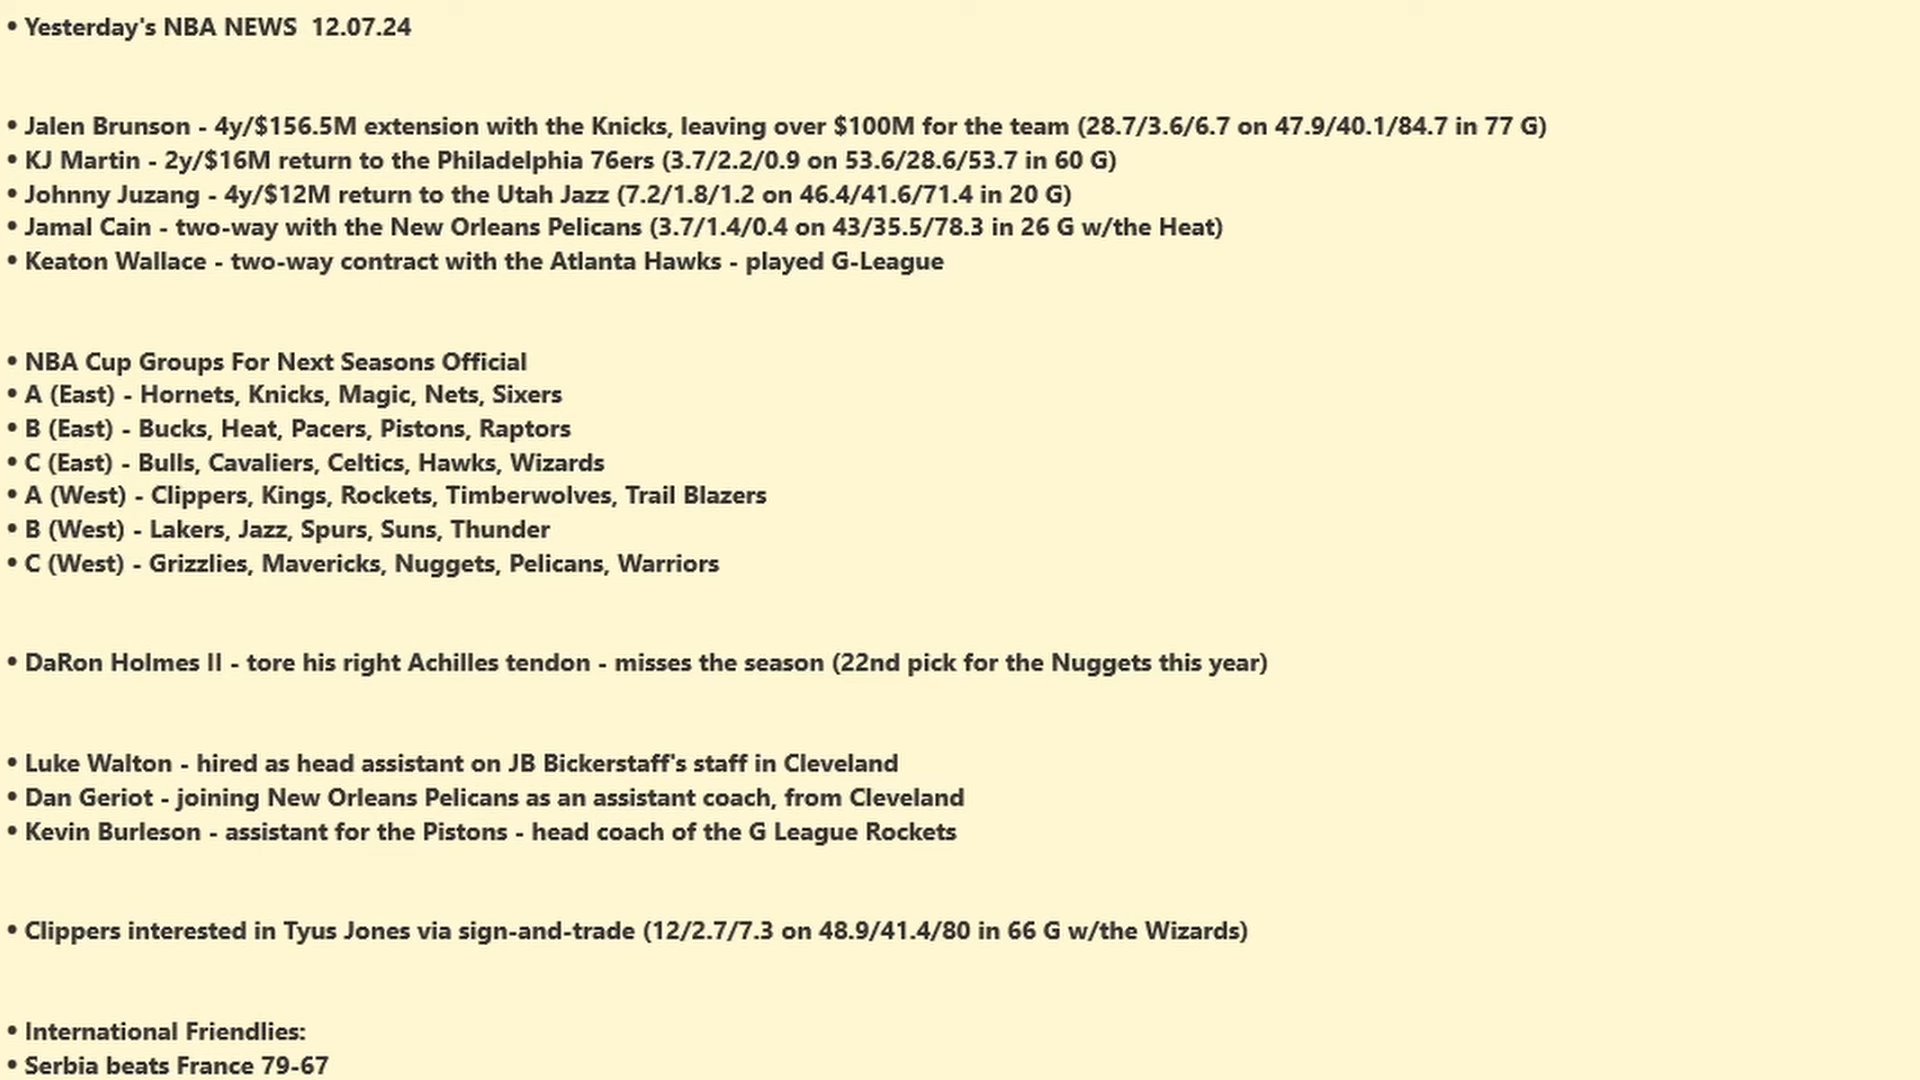 • Yesterday's NBA NEWS  12.07.24
• Jalen Brunson - 4y/$156.5M extension with the Knicks, leaving over $100M for the team (28.7/3.6/6.7 on 47.9/40.1/84.7 in 77 G)
• KJ Martin - 2y/$16M return to the Philadelphia 76ers (3.7/2.2/0.9 on 53.6/28.6/53.7 in 60 G)
• Johnny Juzang - 4y/$12M return to the Utah Jazz (7.2/1.8/1.2 on 46.4/41.6/71.4 in 20 G)
• Jamal Cain - two-way with the New Orleans Pelicans (3.7/1.4/0.4 on 43/35.5/78.3 in 26 G w/the Heat)
• Keaton Wallace - two-way contract with the Atlanta Hawks - played G-League
• NBA Cup Groups For Next Seasons Official
• A (East) - Hornets, Knicks, Magic, Nets, Sixers
• B (East) - Bucks, Heat, Pacers, Pistons, Raptors
• C (East) - Bulls, Cavaliers, Celtics, Hawks, Wizards
• A (West) - Clippers, Kings, Rockets, Timberwolves, Trail Blazers
• B (West) - Lakers, Jazz, Spurs, Suns, Thunder
• C (West) - Grizzlies, Mavericks, Nuggets, Pelicans, Warriors
• DaRon Holmes II - tore his right Achilles tendon - misses the season (22nd pick for the Nuggets this year)
• Luke Walton - hired as head assistant on JB Bickerstaff's staff in Cleveland
• Dan Geriot - joining New Orleans Pelicans as an assistant coach, from Cleveland
• Kevin Burleson - assistant for the Pistons - head coach of the G League Rockets
• Clippers interested in Tyus Jones via sign-and-trade (12/2.7/7.3 on 48.9/41.4/80 in 66 G w/the Wizards)
• International Friendlies:
• Serbia beats France 79-67